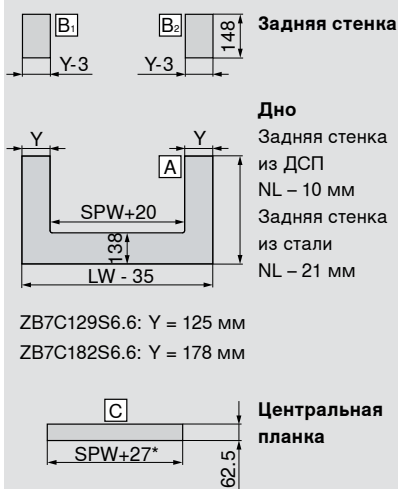 B1
B2
148
Задняя стенка
Y-3
Y-3
Дно
Y
Y
A
Задняя стенка
из ДСП
NL – 10 мм
Задняя стенка
из стали
NL – 21 мм
SPW+20
138
LW - 35
ZB7C129S6.6: Y = 125 мм
ZB7C182S6.6: Y = 178 мм
C
Центральная
планка
SPW+27*
62.5